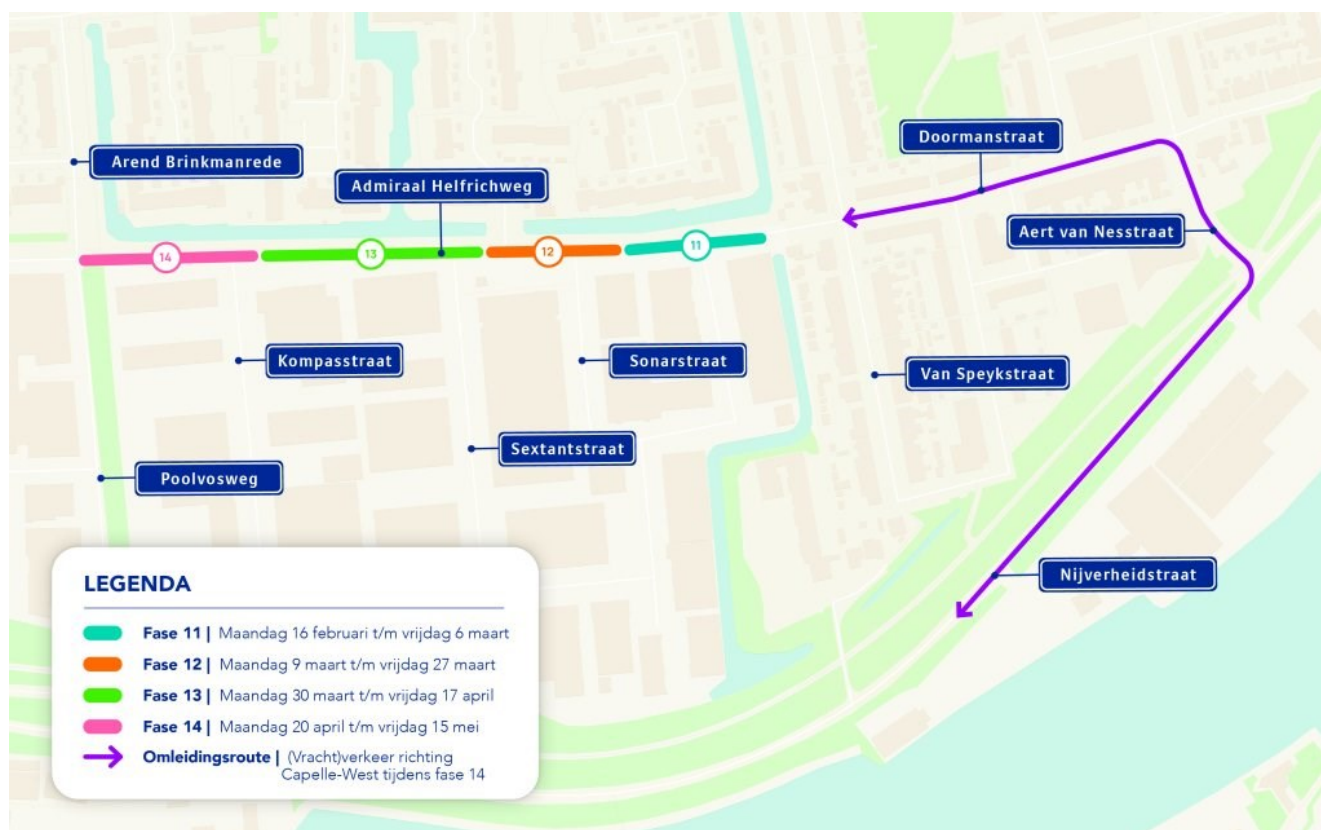 Doormanstraat
Arend Brinkmanrede
Admiraal Helfrichweg
Aert van Nesstraat
14
13
12
11
Kompasstraat
Sonarstraat
Van Speykstraat
Sextantstraat
Poolvosweg
Nijverheidstraat
LEGENDA
Fase 11 | Maandag 16 februari t/m vrijdag 6 maart
Fase 12 | Maandag 9 maart t/m vrijdag 27 maart
Fase 13 | Maandag 30 maart t/m vrijdag 17 april
Fase 14 | Maandag 20 april t/m vrijdag 15 mei
Omleidingsroute | (Vracht)verkeer richting
Capelle-West tijdens fase 14